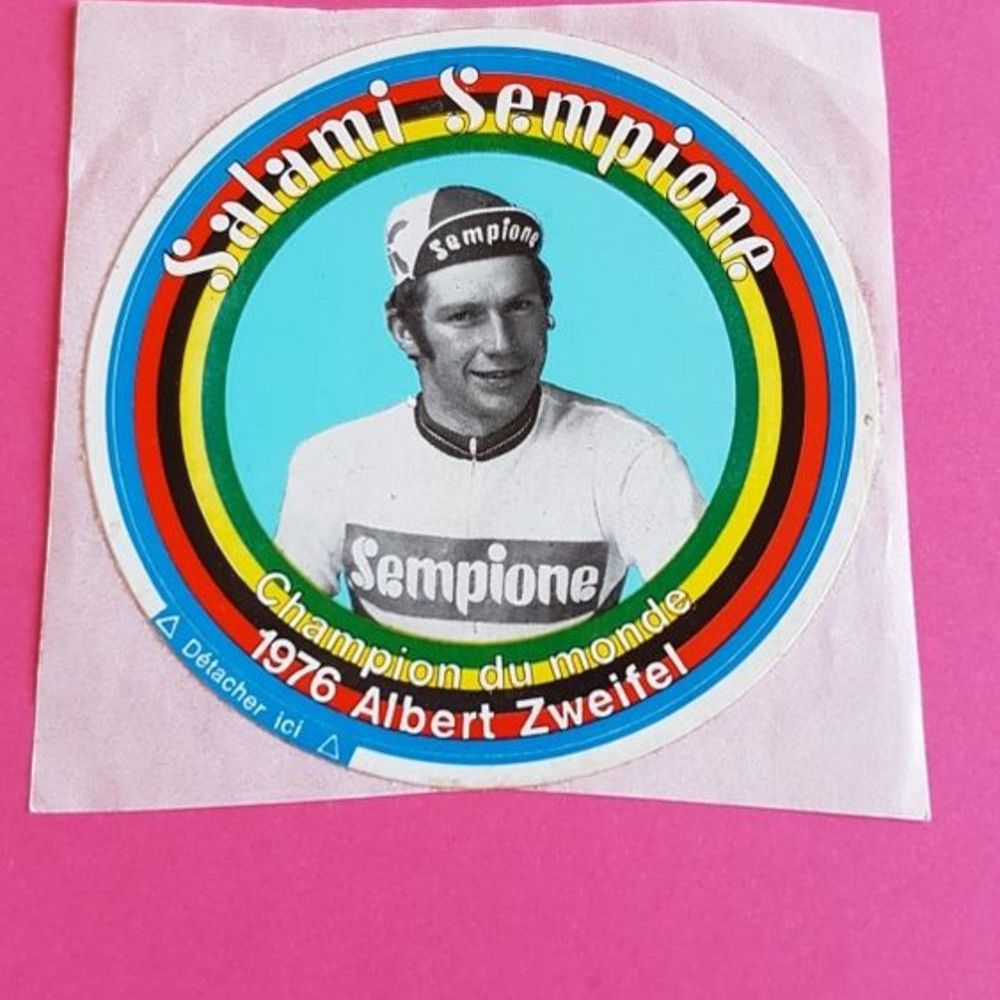 Salami Sempione
Sempione
Sempione
Champion du monde
1976 Albert Zweifel
△ Détacher ici △